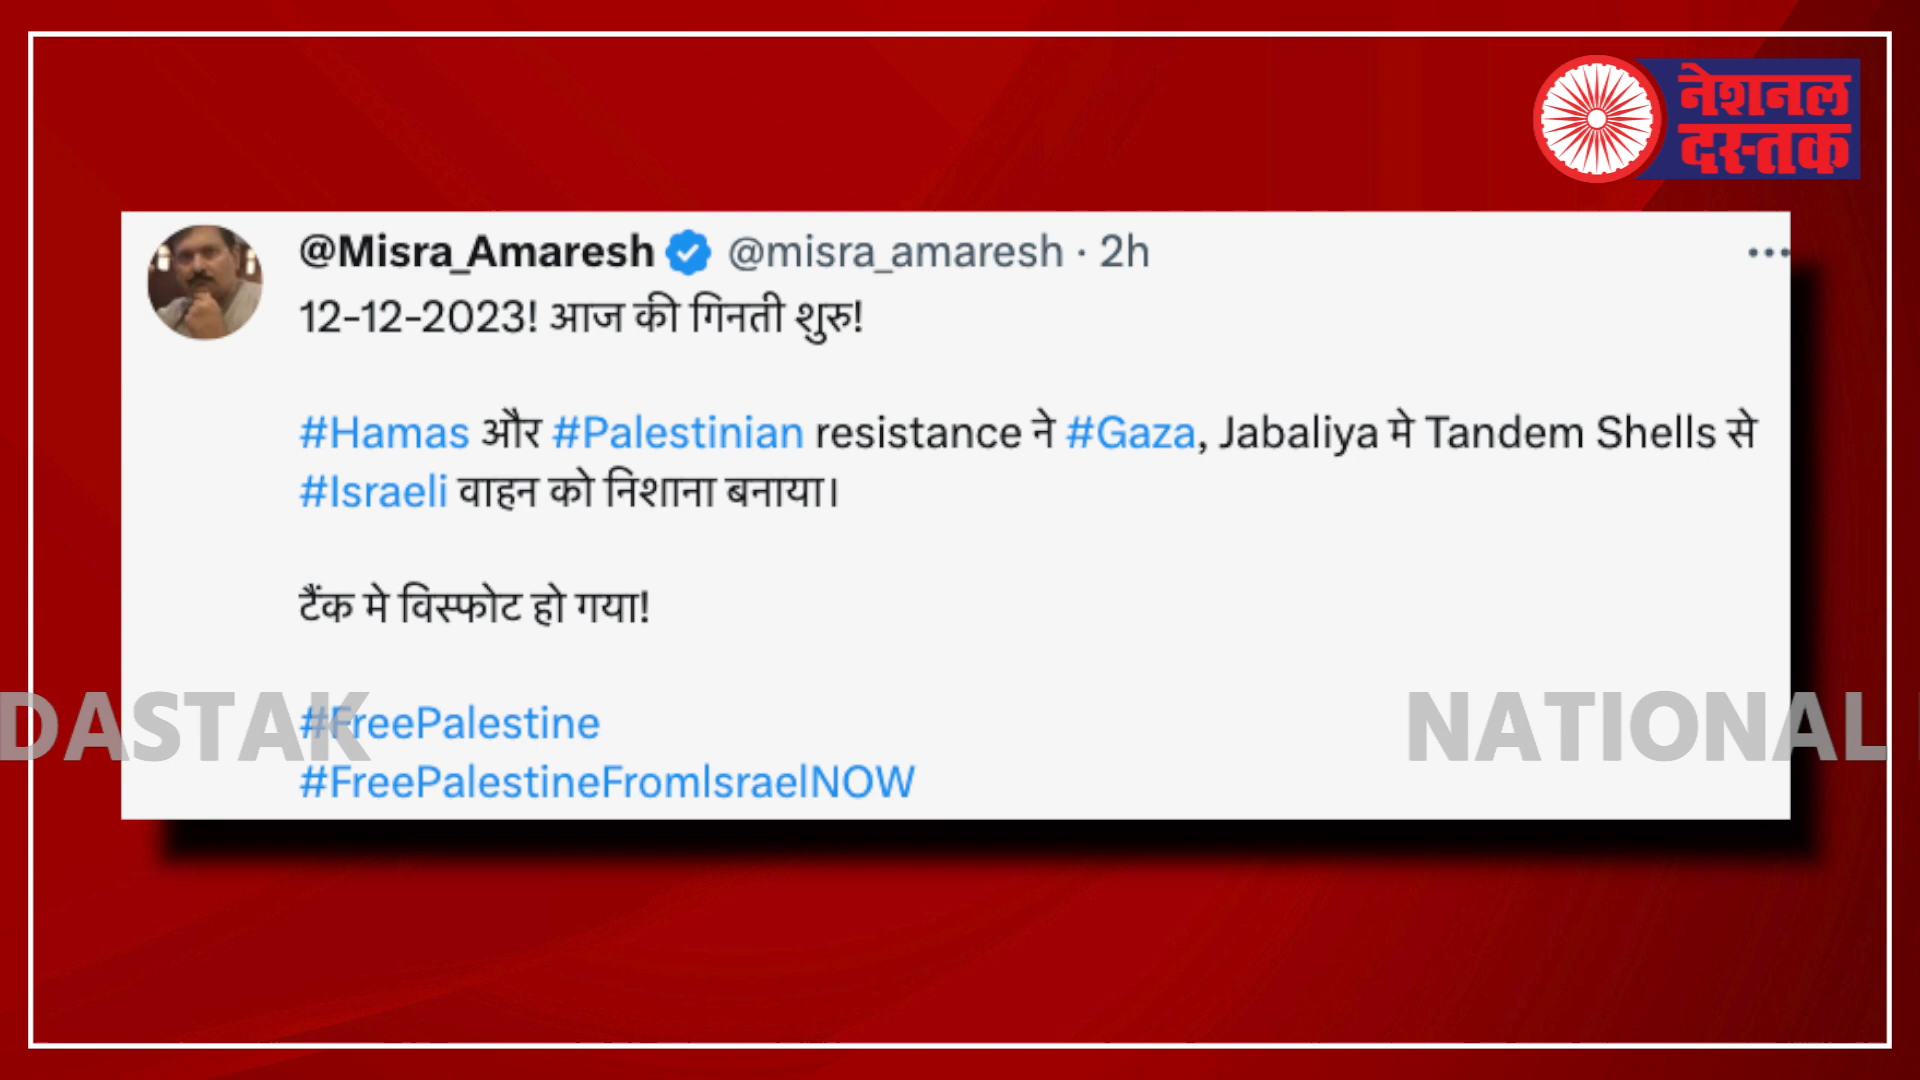 नेशनल
दस्तक
@Misra_Amaresh @misra_amaresh · 2h
12-12-2023! आज की गिनती शुरु!
#Hamas और #Palestinian resistance ने #Gaza, Jabaliya मे Tandem Shells से
#Israeli वाहन को निशाना बनाया।
टैंक मे विस्फोट हो गया!
#FreePalestine
#FreePalestineFromIsraelNOW
DASTAK
NATIONAL